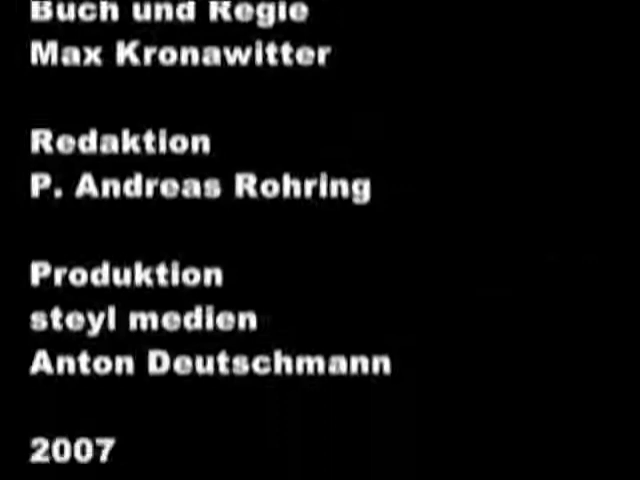 Buch und Regie
Max Kronawitter
Redaktion
P. Andreas Rohring
Produktion
steyl medien
Anton Deutschmann
2007